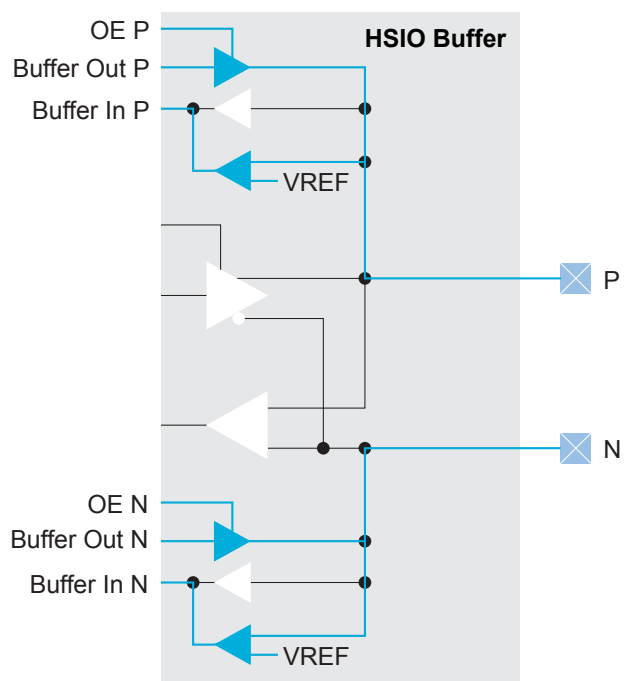 OE P
HSIO Buffer
Buffer Out P
Buffer In P
VREF
P
N
OE N
Buffer Out N
Buffer In N
VREF